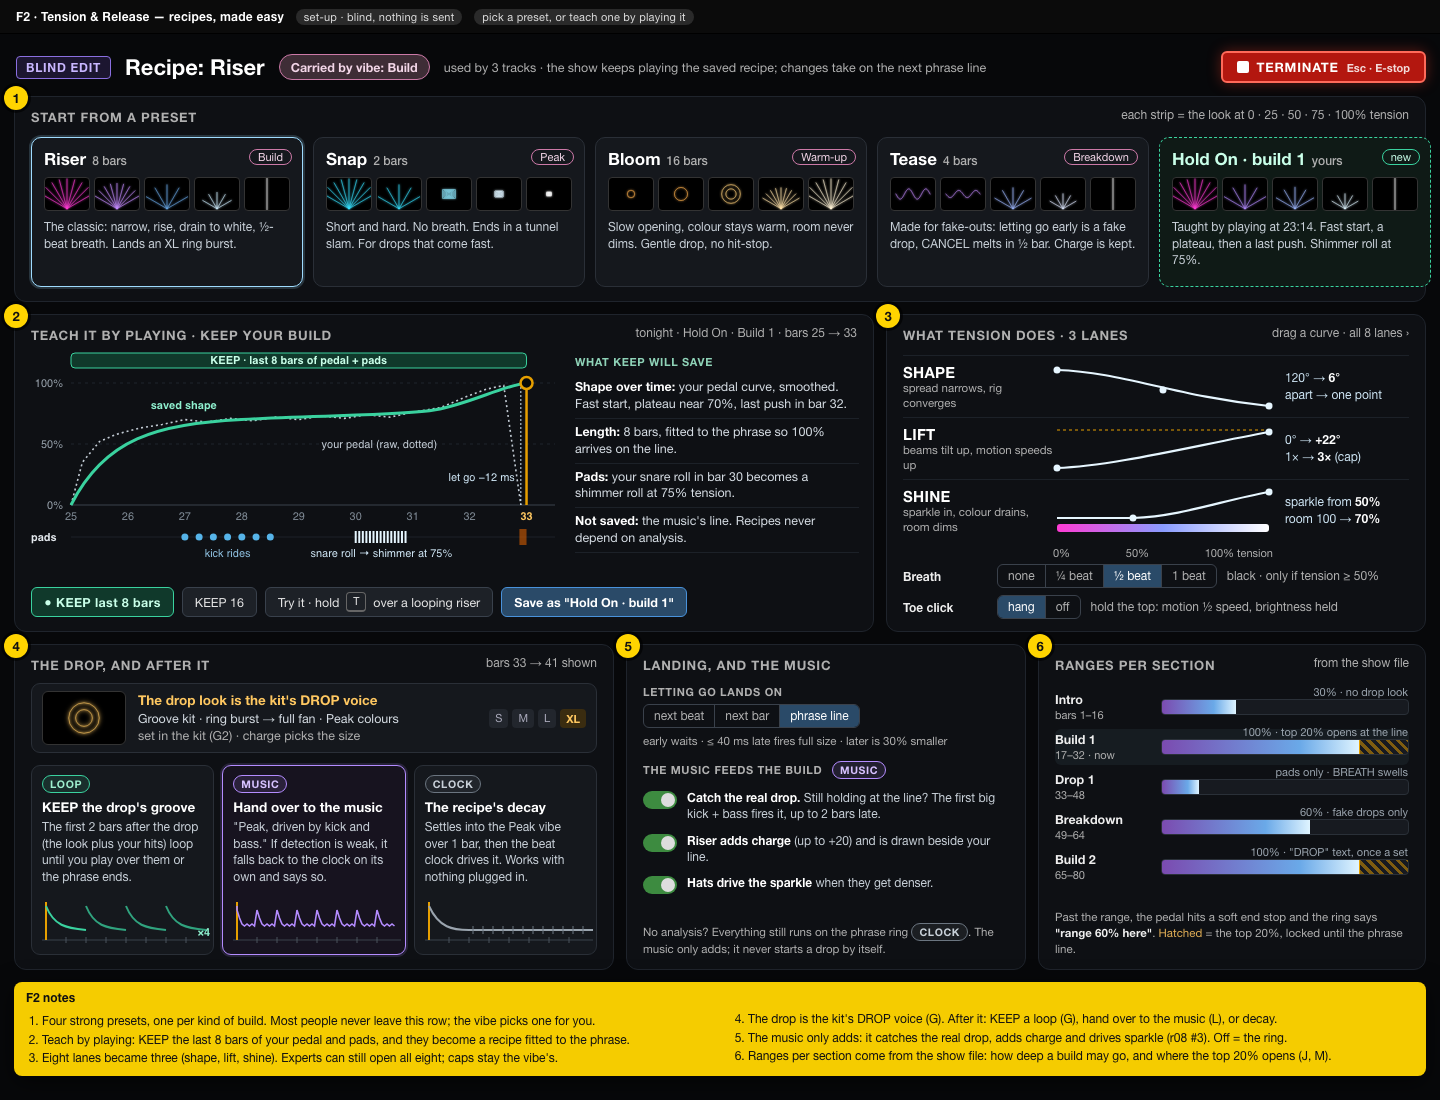 F2 · Tension & Release — recipes, made easy
set-up · blind, nothing is sent
pick a preset, or teach one by playing it
BLIND EDIT
Recipe: Riser
Carried by vibe: Build
used by 3 tracks · the show keeps playing the saved recipe; changes take on the next phrase line
TERMINATE Esc · E-stop
1
START FROM A PRESET
each strip = the look at 0 · 25 · 50 · 75 · 100% tension
Riser 8 bars
Build
The classic: narrow, rise, drain to white, ½-
beat breath. Lands an XL ring burst.
Snap 2 bars
Peak
Short and hard. No breath. Ends in a tunnel
slam. For drops that come fast.
Bloom 16 bars
Warm-up
Slow opening, colour stays warm, room never
dims. Gentle drop, no hit-stop.
Tease 4 bars
Breakdown
Made for fake-outs: letting go early is a fake
drop, CANCEL melts in ½ bar. Charge is kept.
Hold On · build 1 yours
new
Taught by playing at 23:14. Fast start, a
plateau, then a last push. Shimmer roll at
75%.
2
TEACH IT BY PLAYING · KEEP YOUR BUILD
tonight · Hold On · Build 1 · bars 25 → 33
KEEP · last 8 bars of pedal + pads
100%
saved shape
50%
your pedal (raw, dotted)
let go −12 ms
0%
25 26 27 28 29 30 31 32 33
pads
kick rides
snare roll → shimmer at 75%
WHAT KEEP WILL SAVE
Shape over time: your pedal curve, smoothed.
Fast start, plateau near 70%, last push in bar 32.
Length: 8 bars, fitted to the phrase so 100%
arrives on the line.
Pads: your snare roll in bar 30 becomes a
shimmer roll at 75% tension.
Not saved: the music's line. Recipes never
depend on analysis.
● KEEP last 8 bars
KEEP 16
Try it · hold T over a looping riser
Save as "Hold On · build 1"
3
WHAT TENSION DOES · 3 LANES
drag a curve · all 8 lanes ›
SHAPE
spread narrows, rig
converges
120° → 6°
apart → one point
LIFT
beams tilt up, motion speeds
up
0° → +22°
1× → 3× (cap)
SHINE
sparkle in, colour drains,
room dims
sparkle from 50%
room 100 → 70%
0% 50% 100% tension
Breath
none ¼ beat ½ beat 1 beat
black · only if tension ≥ 50%
Toe click
hang off
hold the top: motion ½ speed, brightness held
4
THE DROP, AND AFTER IT
bars 33 → 41 shown
The drop look is the kit's DROP voice
Groove kit · ring burst → full fan · Peak colours
set in the kit (G2) · charge picks the size
S M L XL
LOOP
KEEP the drop's groove
The first 2 bars after the drop
(the look plus your hits) loop
until you play over them or
the phrase ends.
×4
MUSIC
Hand over to the music
"Peak, driven by kick and
bass." If detection is weak, it
falls back to the clock on its
own and says so.
CLOCK
The recipe's decay
Settles into the Peak vibe
over 1 bar, then the beat
clock drives it. Works with
nothing plugged in.
5
LANDING, AND THE MUSIC
LETTING GO LANDS ON
next beat next bar phrase line
early waits · ≤ 40 ms late fires full size · later is 30% smaller
THE MUSIC FEEDS THE BUILD MUSIC
Catch the real drop. Still holding at the line? The first big
kick + bass fires it, up to 2 bars late.
Riser adds charge (up to +20) and is drawn beside your
line.
Hats drive the sparkle when they get denser.
No analysis? Everything still runs on the phrase ring CLOCK. The
music only adds; it never starts a drop by itself.
6
RANGES PER SECTION
from the show file
Intro
bars 1–16
30% · no drop look
Build 1
17–32 · now
100% · top 20% opens at the line
Drop 1
33–48
pads only · BREATH swells
Breakdown
49–64
60% · fake drops only
Build 2
65–80
100% · "DROP" text, once a set
Past the range, the pedal hits a soft end stop and the ring says
"range 60% here". Hatched = the top 20%, locked until the phrase
line.
F2 notes
1. Four strong presets, one per kind of build. Most people never leave this row; the vibe picks one for you.
2. Teach by playing: KEEP the last 8 bars of your pedal and pads, and they become a recipe fitted to the phrase.
3. Eight lanes became three (shape, lift, shine). Experts can still open all eight; caps stay the vibe's.
4. The drop is the kit's DROP voice (G). After it: KEEP a loop (G), hand over to the music (L), or decay.
5. The music only adds: it catches the real drop, adds charge and drives sparkle (r08 #3). Off = the ring.
6. Ranges per section come from the show file: how deep a build may go, and where the top 20% opens (J, M).